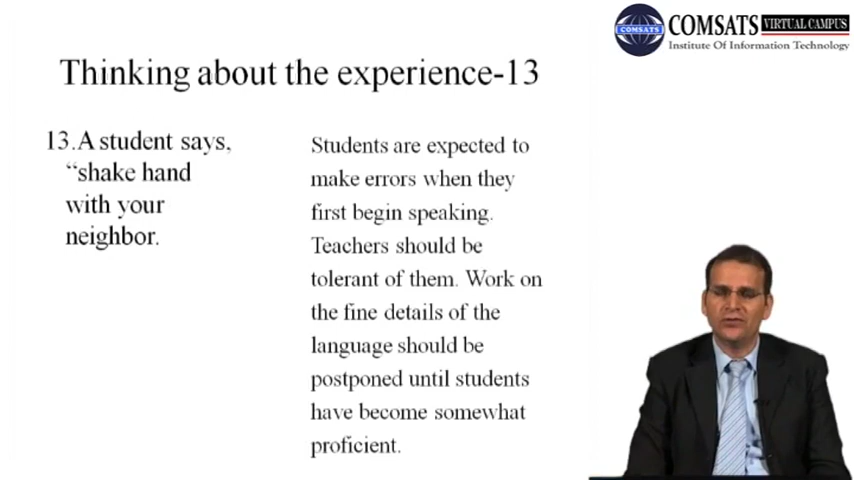 COMSATS VIRTUAL CAMPUS
COMSATS
Institute Of Information Technology
Thinking about the experience-13
13.A student says,
“shake hand
with your
neighbor.
Students are expected to
make errors when they
first begin speaking.
Teachers should be
tolerant of them. Work on
the fine details of the
language should be
postponed until students
have become somewhat
proficient.